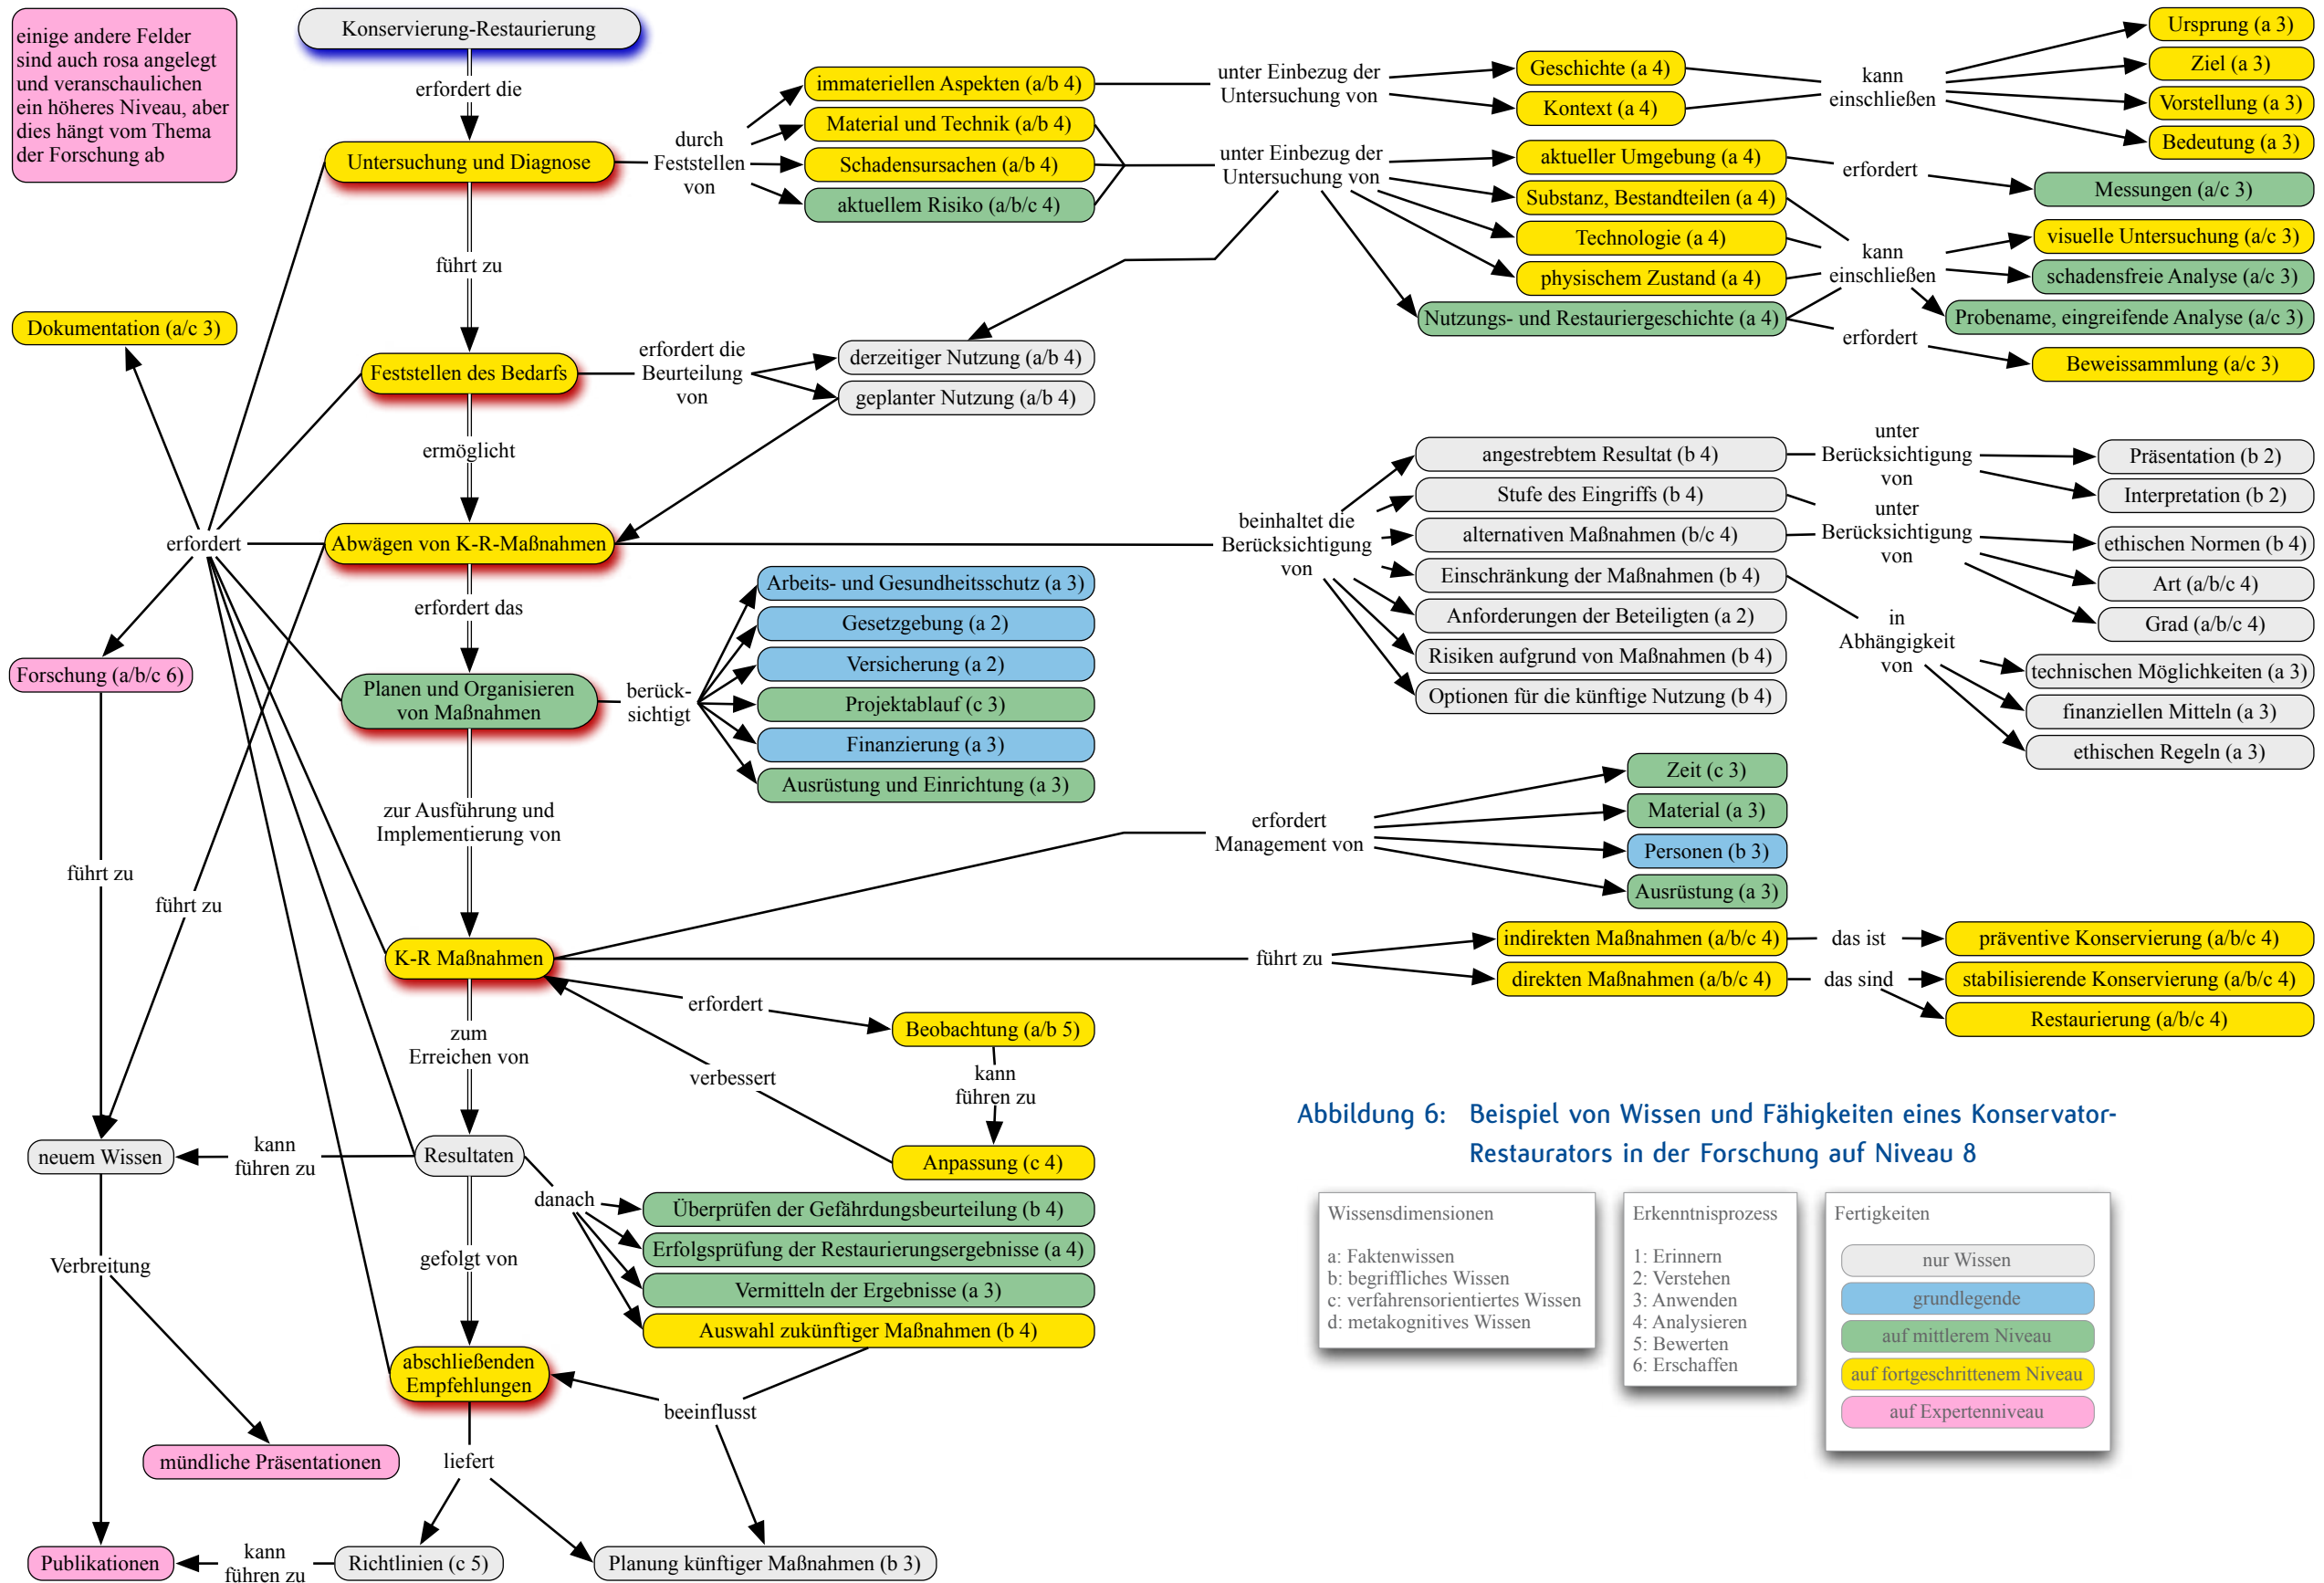 einige andere Felder
sind auch rosa angelegt
und veranschaulichen
ein höheres Niveau, aber
dies hängt vom Thema
der Forschung ab
Konservierung-Restaurierung
erfordert die
Untersuchung und Diagnose
durch
Feststellen
von
immateriellen Aspekten (a/b 4)
Material und Technik (a/b 4)
Schadensursachen (a/b 4)
aktuellem Risiko (a/b/c 4)
unter Einbezug der
Untersuchung von
Geschichte (a 4)
Kontext (a 4)
kann
einschließen
Ursprung (a 3)
Ziel (a 3)
Vorstellung (a 3)
Bedeutung (a 3)
unter Einbezug der
Untersuchung von
aktueller Umgebung (a 4)
Substanz, Bestandteilen (a 4)
Technologie (a 4)
physischem Zustand (a 4)
Nutzungs- und Restauriergeschichte (a 4)
erfordert
Messungen (a/c 3)
kann
einschließen
visuelle Untersuchung (a/c 3)
schadensfreie Analyse (a/c 3)
Probename, eingreifende Analyse (a/c 3)
erfordert
Beweissammlung (a/c 3)
führt zu
Dokumentation (a/c 3)
Feststellen des Bedarfs
erfordert die
Beurteilung
von
derzeitiger Nutzung (a/b 4)
geplanter Nutzung (a/b 4)
ermöglicht
erfordert
Abwägen von K-R-Maßnahmen
beinhaltet die
Berücksichtigung
von
angestrebtem Resultat (b 4)
Stufe des Eingriffs (b 4)
alternativen Maßnahmen (b/c 4)
Einschränkung der Maßnahmen (b 4)
Anforderungen der Beteiligten (a 2)
Risiken aufgrund von Maßnahmen (b 4)
Optionen für die künftige Nutzung (b 4)
unter
Berücksichtigung
von
Präsentation (b 2)
Interpretation (b 2)
unter
Berücksichtigung
von
ethischen Normen (b 4)
Art (a/b/c 4)
Grad (a/b/c 4)
in
Abhängigkeit
von
technischen Möglichkeiten (a 3)
finanziellen Mitteln (a 3)
ethischen Regeln (a 3)
erfordert das
Forschung (a/b/c 6)
Planen und Organisieren
von Maßnahmen
berück-
sichtigt
Arbeits- und Gesundheitsschutz (a 3)
Gesetzgebung (a 2)
Versicherung (a 2)
Projektablauf (c 3)
Finanzierung (a 3)
Ausrüstung und Einrichtung (a 3)
zur Ausführung und
Implementierung von
führt zu
führt zu
erfordert
Management von
Zeit (c 3)
Material (a 3)
Personen (b 3)
Ausrüstung (a 3)
K-R Maßnahmen
führt zu
indirekten Maßnahmen (a/b/c 4)
direkten Maßnahmen (a/b/c 4)
das ist
präventive Konservierung (a/b/c 4)
das sind
stabilisierende Konservierung (a/b/c 4)
Restaurierung (a/b/c 4)
erfordert
Beobachtung (a/b 5)
zum
Erreichen von
verbessert
kann
führen zu
Anpassung (c 4)
neuem Wissen
kann
führen zu
Resultaten
danach
Überprüfen der Gefährdungsbeurteilung (b 4)
Erfolgsprüfung der Restaurierungsergebnisse (a 4)
Vermitteln der Ergebnisse (a 3)
Auswahl zukünftiger Maßnahmen (b 4)
gefolgt von
Verbreitung
abschließenden
Empfehlungen
beeinflusst
liefert
mündliche Präsentationen
Publikationen
kann
führen zu
Richtlinien (c 5)
Planung künftiger Maßnahmen (b 3)
Abbildung 6: Beispiel von Wissen und Fähigkeiten eines Konservator-
Restaurators in der Forschung auf Niveau 8
Wissensdimensionen
a: Faktenwissen
b: begriffliches Wissen
c: verfahrensorientiertes Wissen
d: metakognitives Wissen
Erkenntnisprozess
1: Erinnern
2: Verstehen
3: Anwenden
4: Analysieren
5: Bewerten
6: Erschaffen
Fertigkeiten
nur Wissen
grundlegende
auf mittlerem Niveau
auf fortgeschrittenem Niveau
auf Expertenniveau